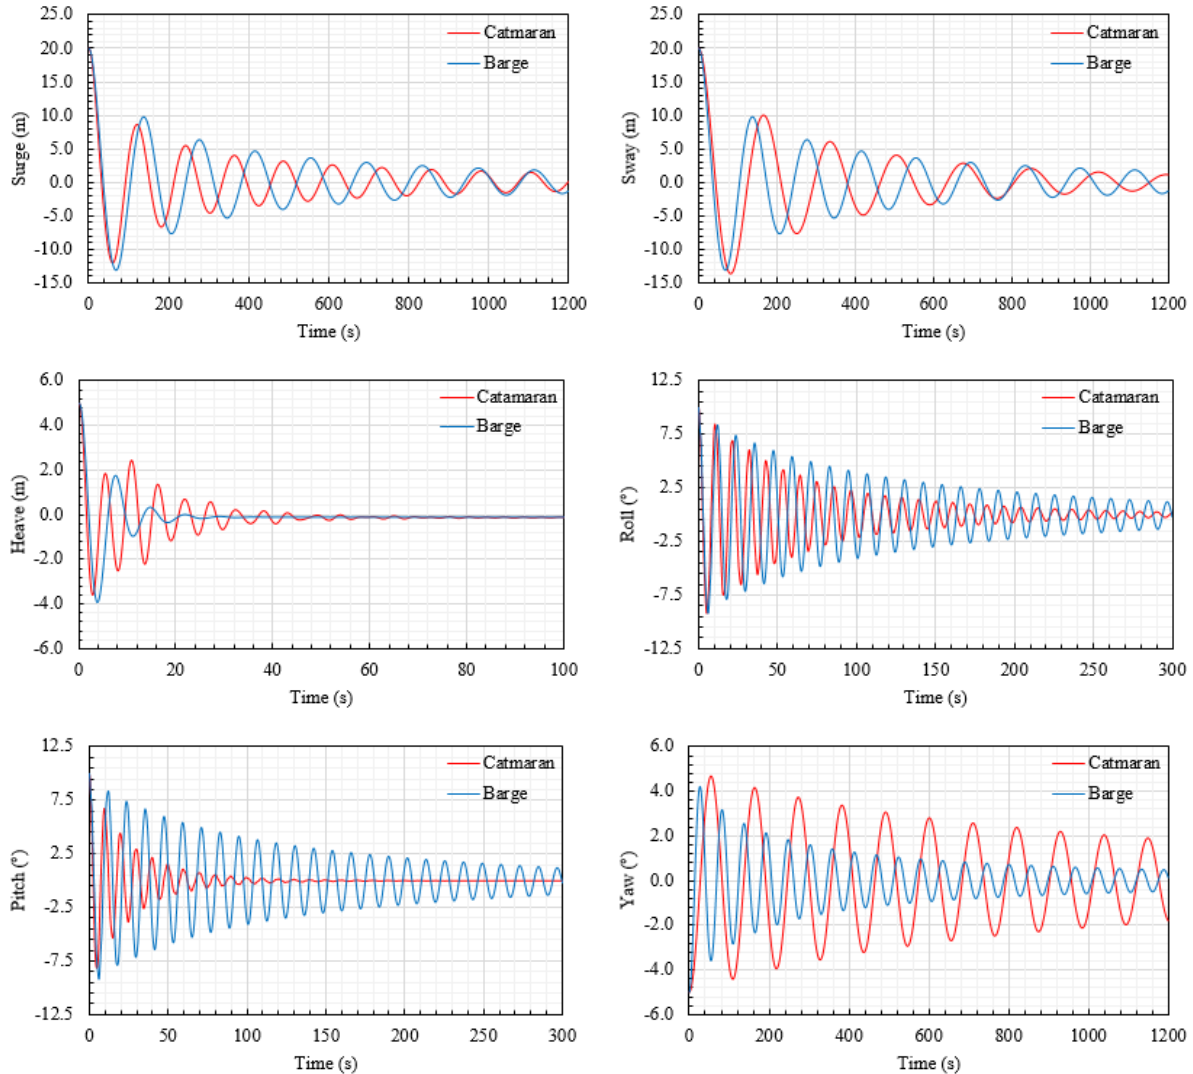 25.0
20.0
15.0
10.0
5.0
0.0
-5.0
-10.0
-15.0
Surge (m)
Catmaran
Barge
0 200 400 600 800 1000 1200
Time (s)
25.0
20.0
15.0
10.0
5.0
0.0
-5.0
-10.0
-15.0
Sway (m)
Catmaran
Barge
0 200 400 600 800 1000 1200
Time (s)
6.0
4.0
2.0
0.0
-2.0
-4.0
-6.0
Heave (m)
Catamaran
Barge
0 20 40 60 80 100
Time (s)
12.5
7.5
2.5
-2.5
-7.5
-12.5
Roll (°)
Catamaran
Barge
0 50 100 150 200 250 300
Time (s)
12.5
7.5
2.5
-2.5
-7.5
-12.5
Pitch (°)
Catmaran
Barge
0 50 100 150 200 250 300
Time (s)
6.0
4.0
2.0
0.0
-2.0
-4.0
-6.0
Yaw (°)
Catmaran
Barge
0 200 400 600 800 1000 1200
Time (s)